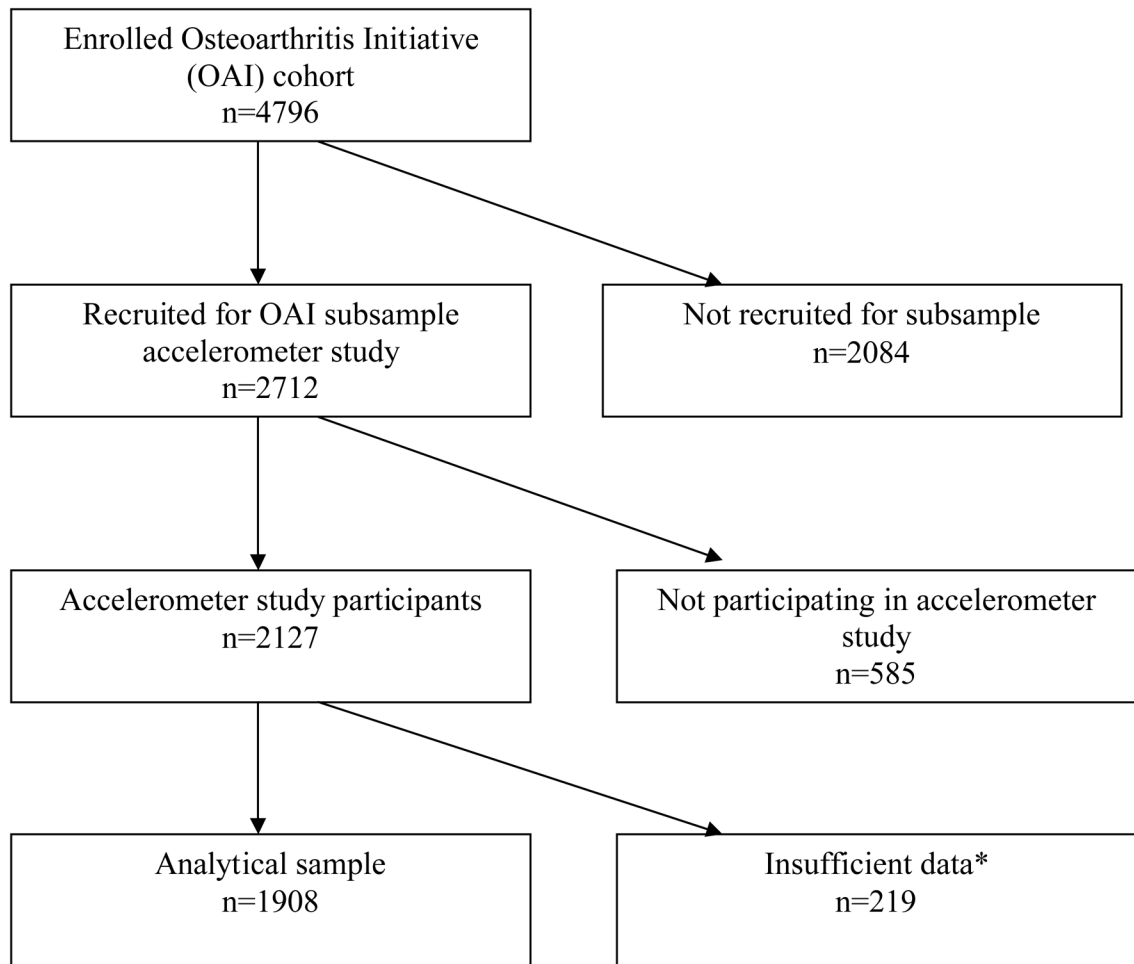 Enrolled Osteoarthritis Initiative
(OAI) cohort
n=4796
Recruited for OAI subsample
accelerometer study
n=2712
Not recruited for subsample
n=2084
Accelerometer study participants
n=2127
Not participating in accelerometer
study
n=585
Analytical sample
n=1908
Insufficient data*
n=219